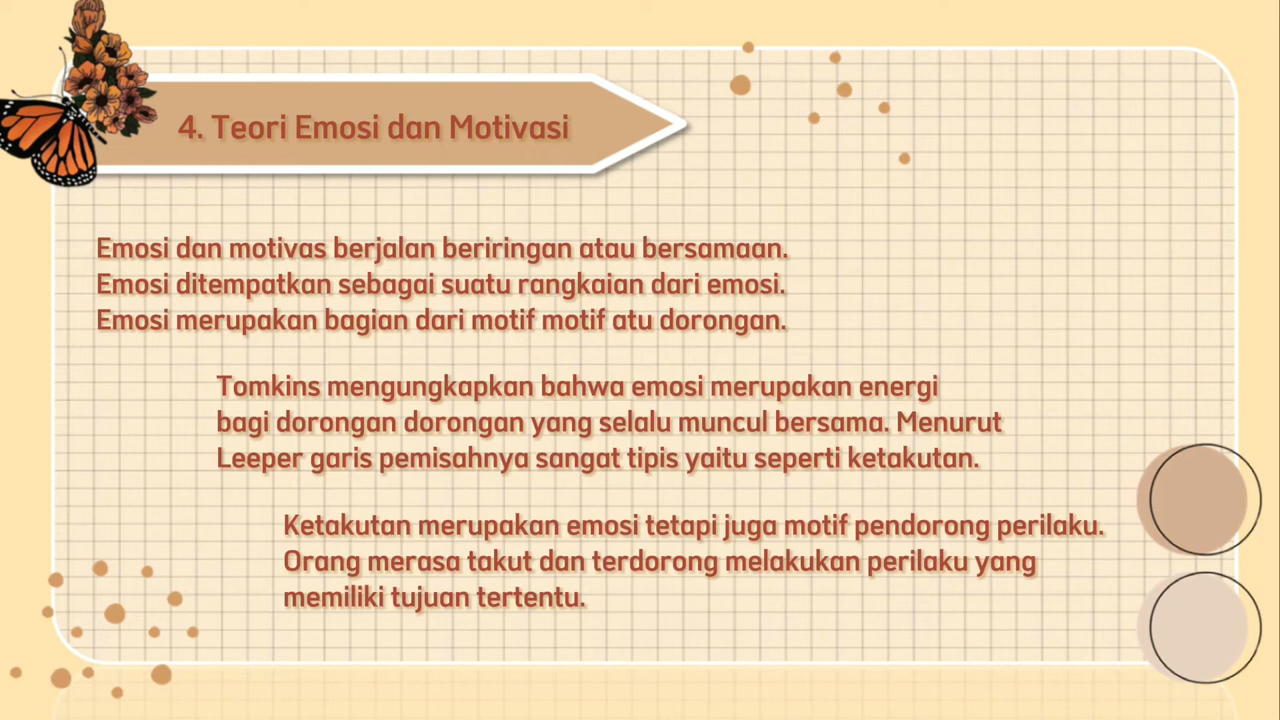 4. Teori Emosi dan Motivasi
Emosi dan motivas berjalan beriringan atau bersamaan.
Emosi ditempatkan sebagai suatu rangkaian dari emosi.
Emosi merupakan bagian dari motif motif atu dorongan.
Tomkins mengungkapkan bahwa emosi merupakan energi
bagi dorongan dorongan yang selalu muncul bersama. Menurut
Leeper garis pemisahnya sangat tipis yaitu seperti ketakutan.
Ketakutan merupakan emosi tetapi juga motif pendorong perilaku.
Orang merasa takut dan terdorong melakukan perilaku yang
memiliki tujuan tertentu.